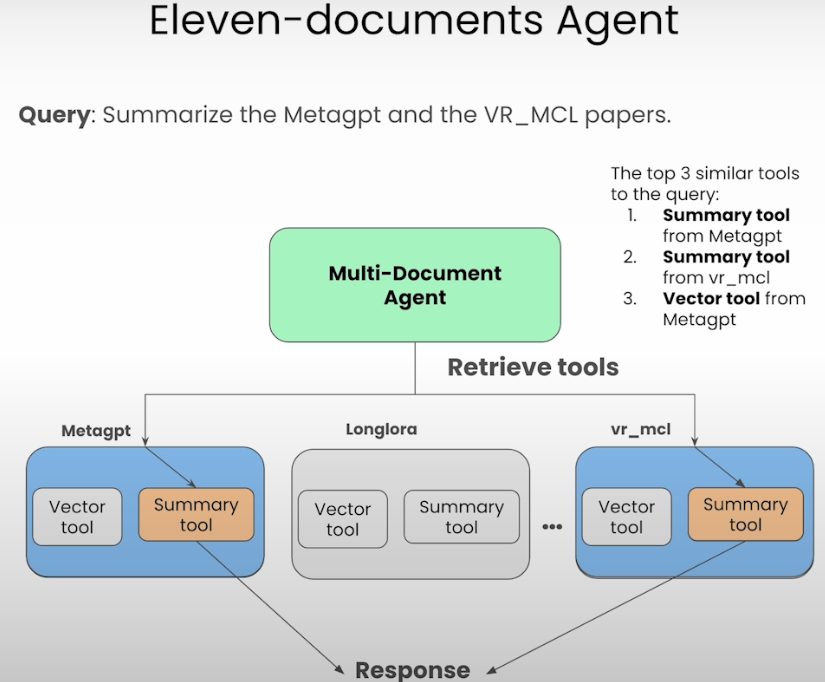 Eleven-documents Agent
Query: Summarize the Metagpt and the VR_MCL papers.
The top 3 similar tools
to the query:
1. Summary tool
from Metagpt
2. Summary tool
from vr_mcl
3. Vector tool from
Metagpt
Multi-Document
Agent
Retrieve tools
Metagpt
Longlora
vr_mcl
Vector
tool
Summary
tool
Vector
tool
Summary
tool
...
Vector
tool
Summary
tool
Response